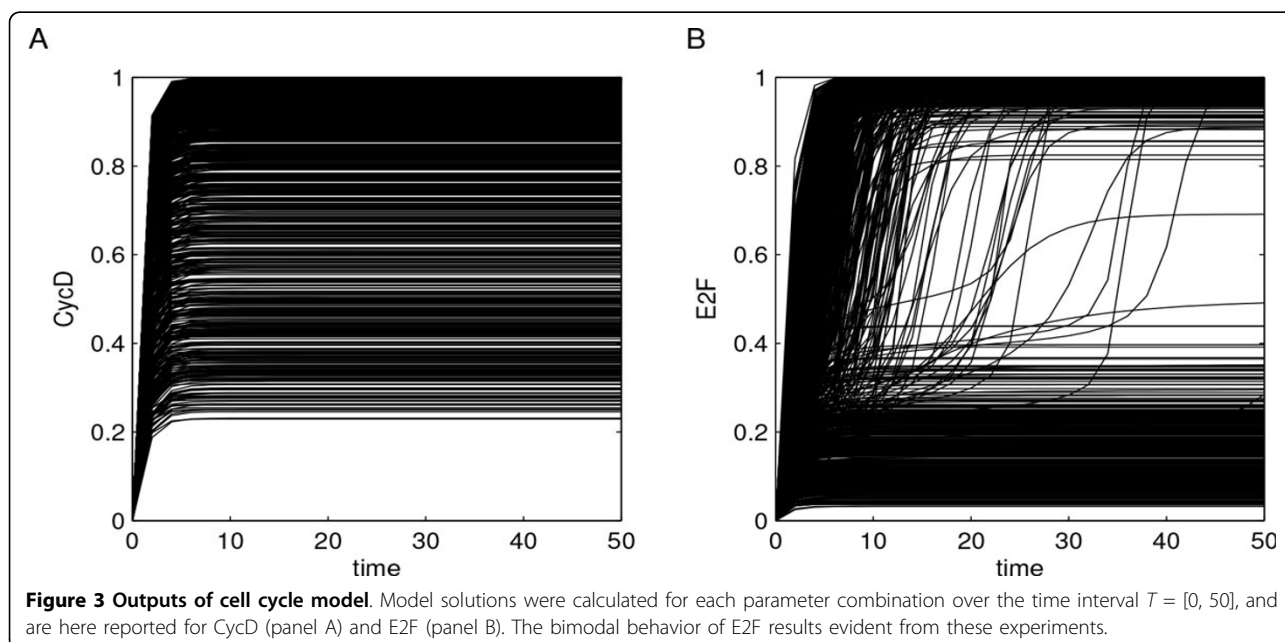 A
B
1
0.8
0.6
0.4
0.2
0
CycD
0 10 20 30 40 50
time
1
0.8
0.6
0.4
0.2
0
E2F
0 10 20 30 40 50
time
Figure 3 Outputs of cell cycle model. Model solutions were calculated for each parameter combination over the time interval T = [0, 50], and
are here reported for CycD (panel A) and E2F (panel B). The bimodal behavior of E2F results evident from these experiments.